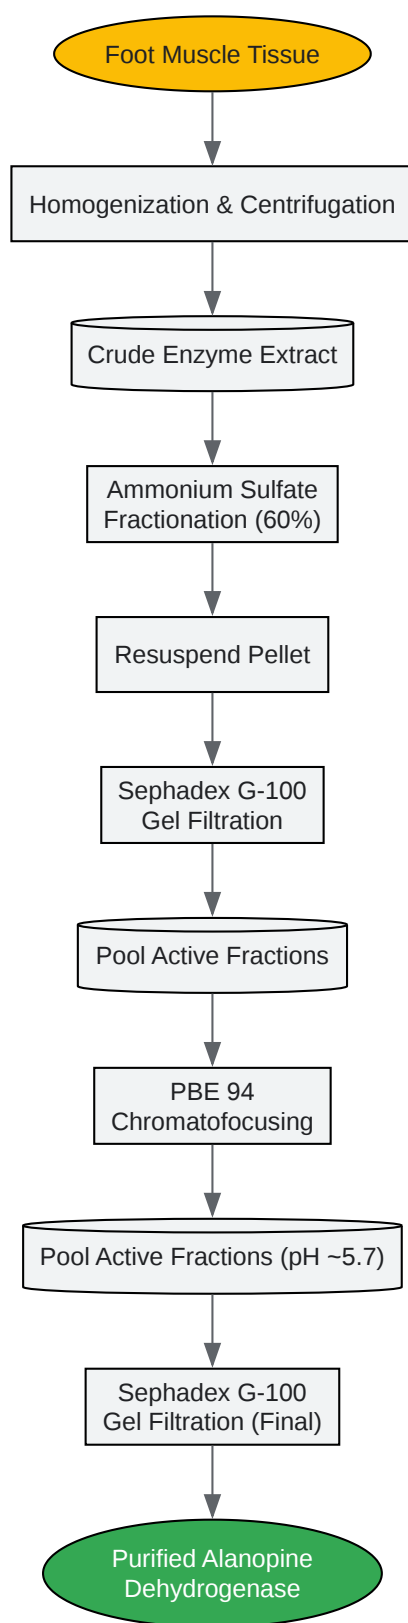 Foot Muscle Tissue
Homogenization & Centrifugation
Crude Enzyme Extract
Ammonium Sulfate
Fractionation (60%)
Resuspend Pellet
Sephadex G-100
Gel Filtration
Pool Active Fractions
PBE 94
Chromatofocusing
Pool Active Fractions (pH ~5.7)
Sephadex G-100
Gel Filtration (Final)
Purified Alanopine
Dehydrogenase